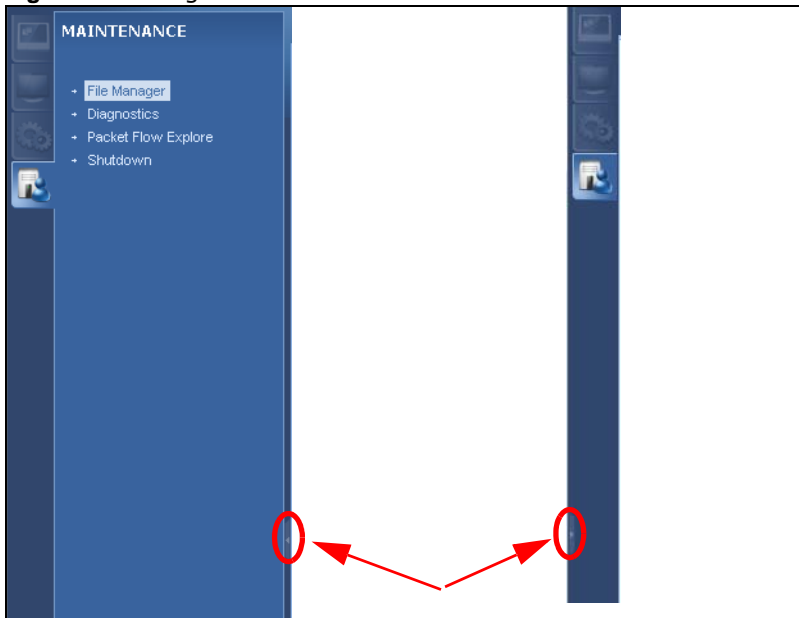 MAINTENANCE
File Manager
Diagnostics
Packet Flow Explore
Shutdown